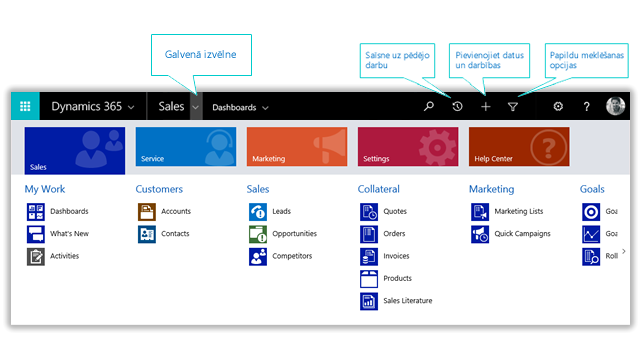 Galvenā izvēlne
Saīsne uz pēdējo
darbu
Pievienojiet datus
un darbības
Papildu meklēšanas
opcijas
Dynamics 365
Sales
Dashboards
?
Sales
Service
Marketing
Settings
Help Center
?
My Work
Customers
Sales
Collateral
Marketing
Goals
Dashboards
Accounts
Leads
Quotes
Marketing Lists
Goa
What's New
Contacts
Opportunities
Orders
Quick Campaigns
Goa
Activities
Competitors
Invoices
Roll
Products
Sales Literature